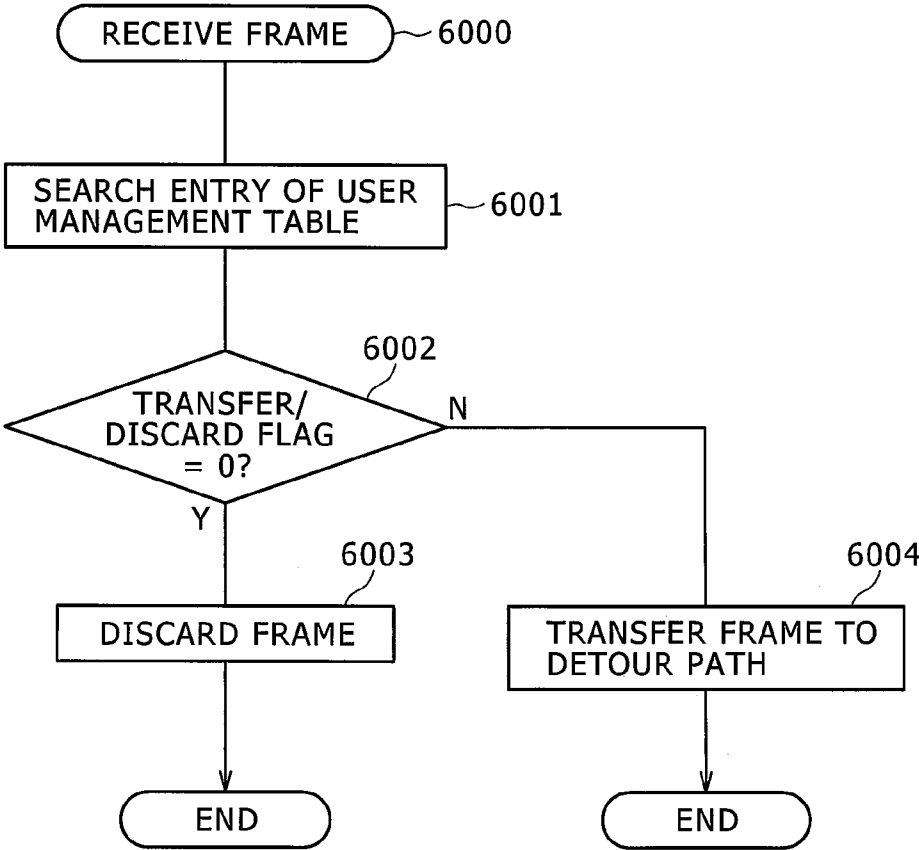 RECEIVE FRAME
6000
SEARCH ENTRY OF USER
MANAGEMENT TABLE
6001
6002
TRANSFER/
DISCARD FLAG
= 0?
N
Y
6003
DISCARD FRAME
6004
TRANSFER FRAME TO
DETOUR PATH
END
END